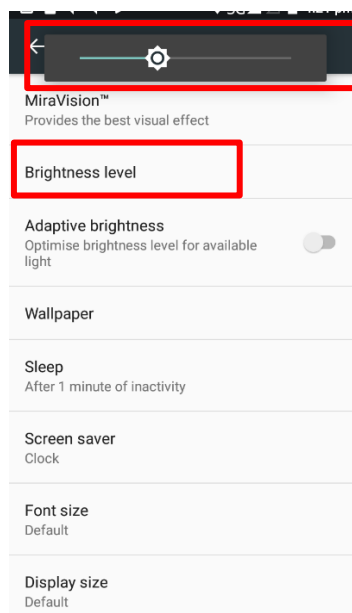 MiraVision™
Provides the best visual effect
Brightness level
Adaptive brightness
Optimise brightness level for available
light
Wallpaper
Sleep
After 1 minute of inactivity
Screen saver
Clock
Font size
Default
Display size
Default